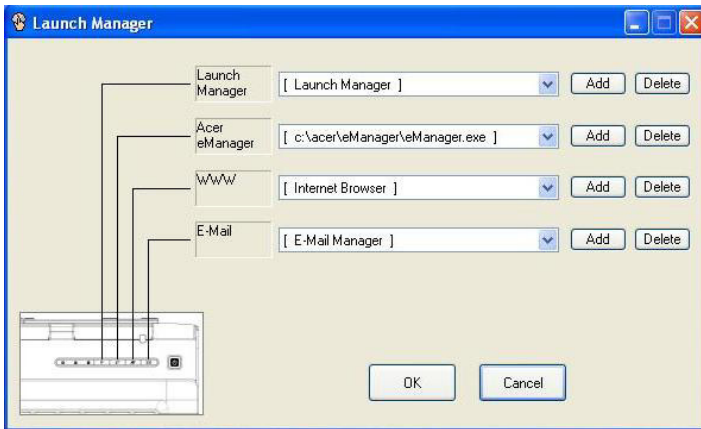 Launch Manager
Launch
Manager
[ Launch Manager ]
Add
Delete
Acer
eManager
[ c:\acer\eManager\eManager.exe ]
Add
Delete
WWW
[ Internet Browser ]
Add
Delete
E-Mail
[ E-Mail Manager ]
Add
Delete
OK
Cancel